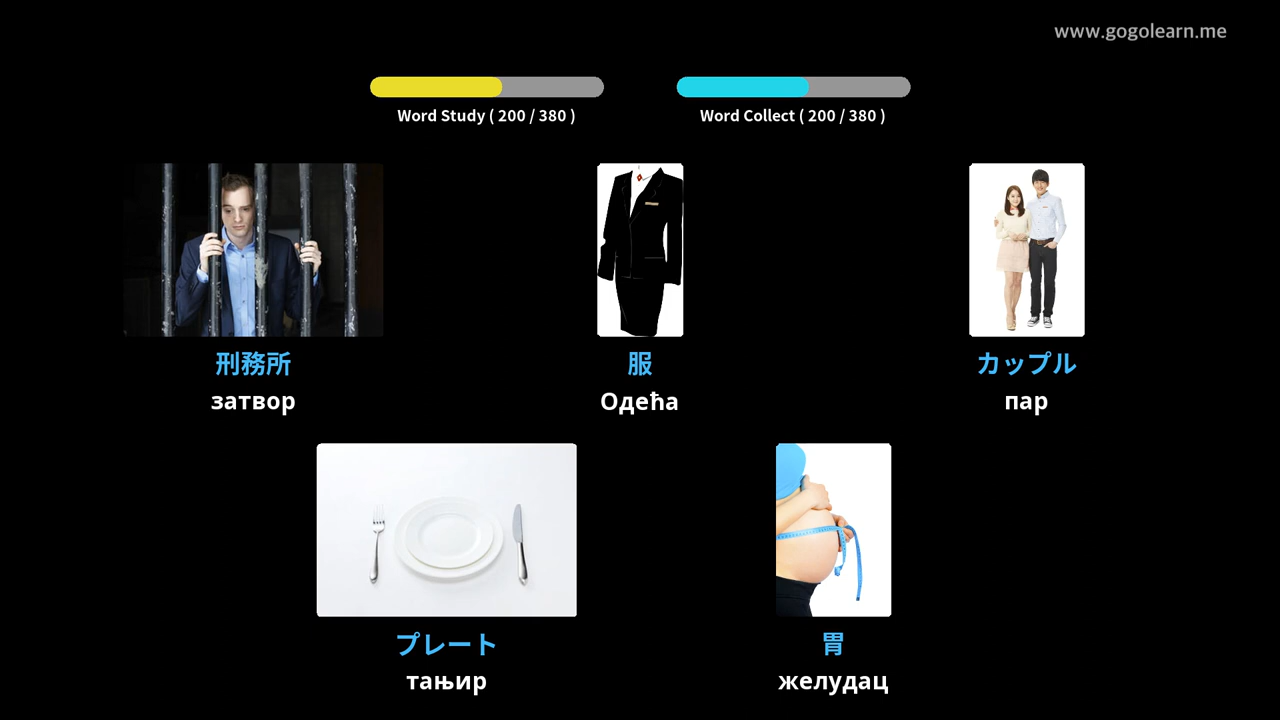 www.gogolearn.me
Word Study ( 200 / 380 )
Word Collect ( 200 / 380 )
刑務所
затвор
服
Одећа
カップル
пар
プレート
тањир
胃
желудац